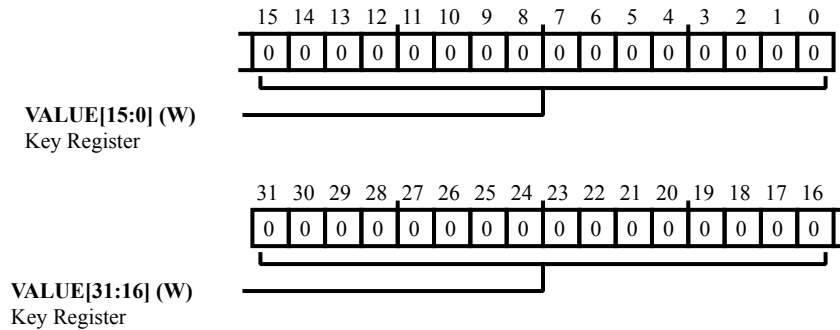 15 14 13 12 11 10 9 8 7 6 5 4 3 2 1 0
0 0 0 0 0 0 0 0 0 0 0 0 0 0 0 0
VALUE[15:0] (W)
Key Register
31 30 29 28 27 26 25 24 23 22 21 20 19 18 17 16
0 0 0 0 0 0 0 0 0 0 0 0 0 0 0 0
VALUE[31:16] (W)
Key Register